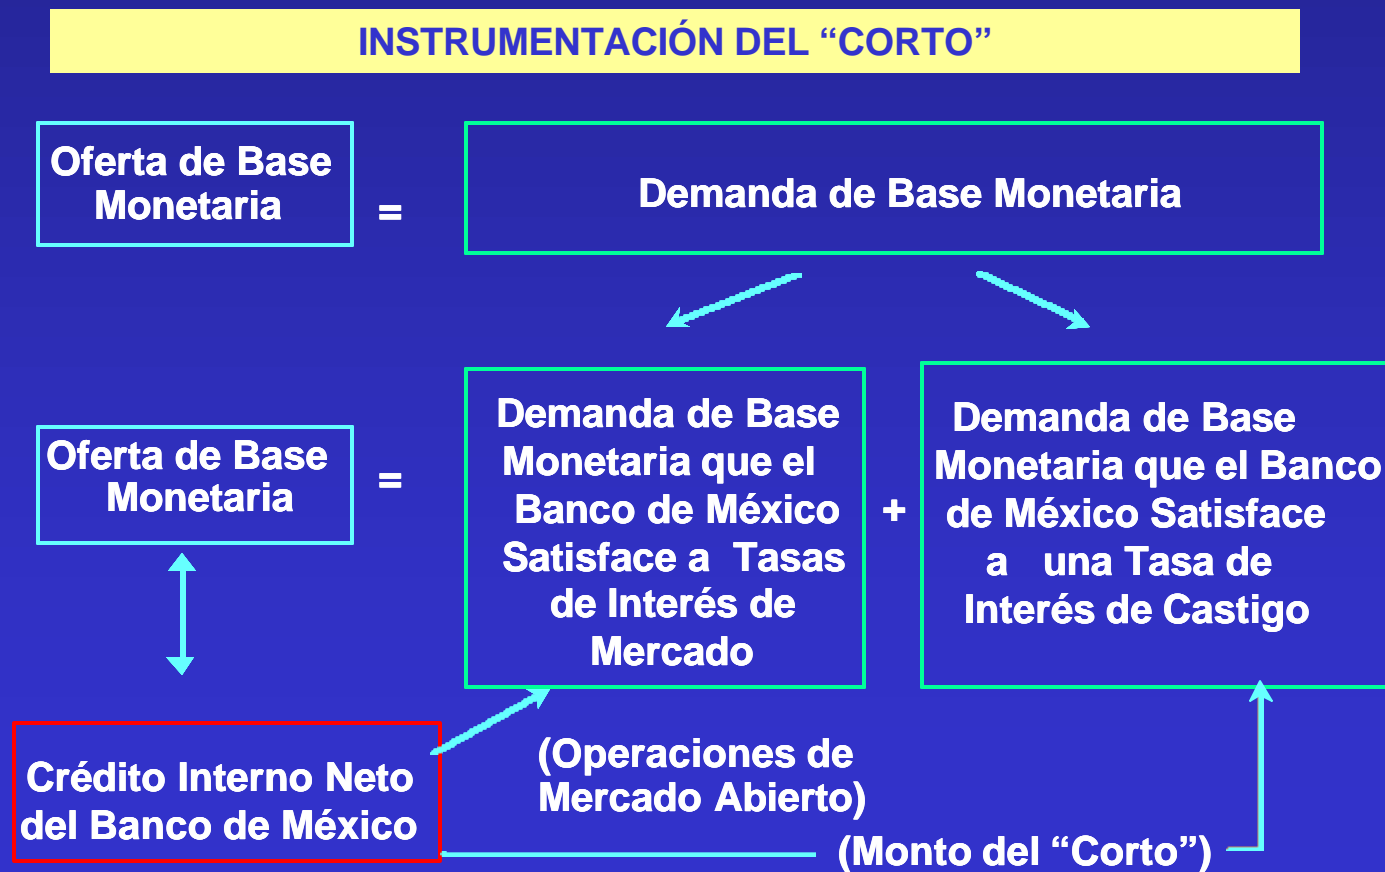 INSTRUMENTACIÓN DEL “CORTO”
Oferta de Base
Monetaria
=
Demanda de Base Monetaria
Oferta de Base
Monetaria
=
Demanda de Base
Monetaria que el
Banco de México
Satisface a Tasas
de Interés de
Mercado
+
Demanda de Base
Monetaria que el Banco
de México Satisface
a una Tasa de
Interés de Castigo
Crédito Interno Neto
del Banco de México
(Operaciones de
Mercado Abierto)
(Monto del “Corto”)